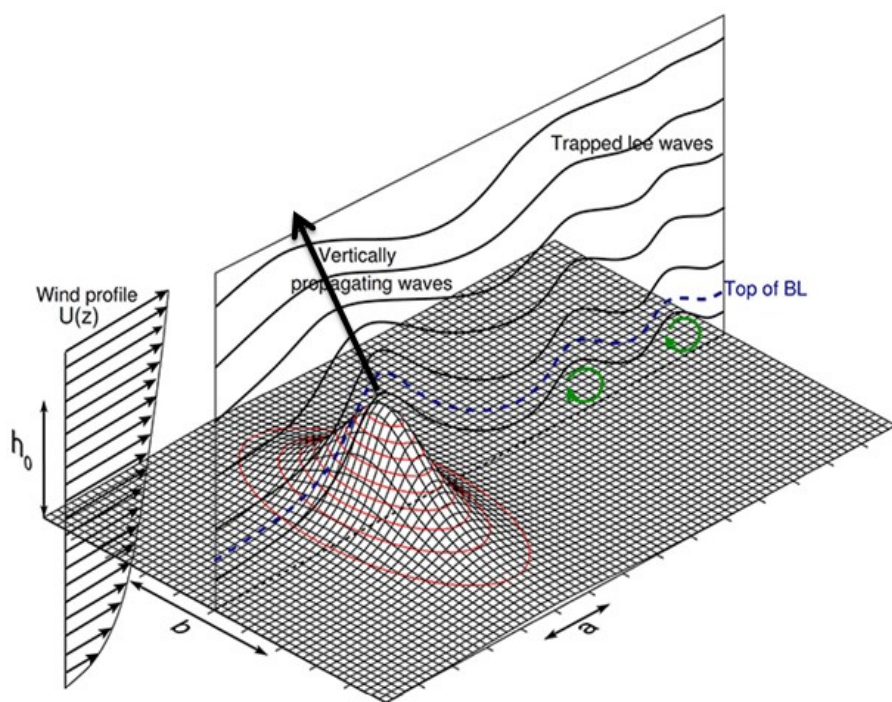 Trapped lee waves
Vertically
propagating waves
Wind profile
U(z)
Top of BL
h0
b
a